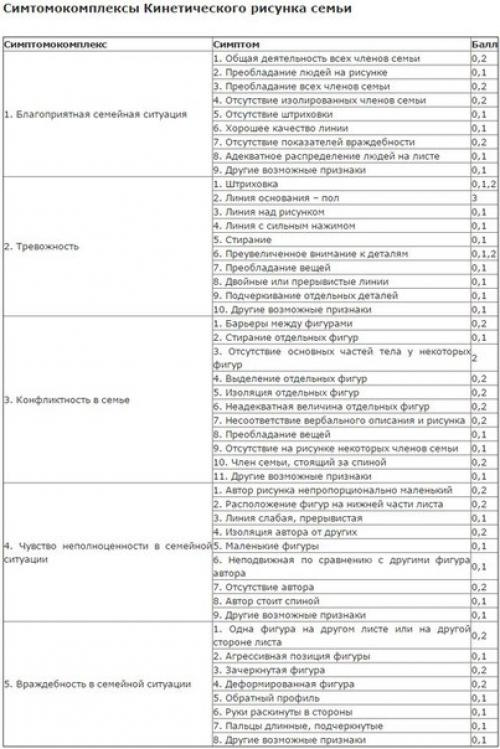 Симтомокомплексы Кинетического рисунка семьи
Симптомокомплекс Симптом Балл
1. Благоприятная семейная ситуация
1. Общая деятельность всех членов семьи 0,2
2. Преобладание людей на рисунке 0,1
3. Преобладание всех членов семьи 0,2
4. Отсутствие изолированных членов семьи 0,2
5. Отсутствие штриховки 0,1
6. Хорошее качество линии 0,1
7. Отсутствие показателей враждебности 0,2
8. Адекватное распределение людей на листе 0,1
9. Другие возможные признаки 0,1
2. Тревожность
1. Штриховка 0,1,2
2. Линия основания – пол 3
3. Линия над рисунком 0,1
4. Линия с сильным нажимом 0,1
5. Стирание 0,1
6. Преувеличенное внимание к деталям 0,1,2
7. Преобладание вещей 0,1
8. Двойные или прерывистые линии 0,1
9. Подчеркивание отдельных деталей 0,1
10. Другие возможные признаки 0,1
3. Конфликтность в семье
1. Барьеры между фигурами 0,2
2. Стирание отдельных фигур 0,1
3. Отсутствие основных частей тела у некоторых
фигур 2
4. Выделение отдельных фигур 0,2
5. Изоляция отдельных фигур 0,2
6. Неадекватная величина отдельных фигур 0,2
7. Несоответствие вербального описания и рисунка 0,2
8. Преобладание вещей 0,1
9. Отсутствие на рисунке некоторых членов семьи 0,1
10. Член семьи, стоящий за спиной 0,2
11. Другие возможные признаки 0,1
4. Чувство неполноценности в семейной
ситуации
1. Автор рисунка непропорционально маленький 0,2
2. Расположение фигур на нижней части листа 0,2
3. Линия слабая, прерывистая 0,1
4. Изоляция автора от других 0,2
5. Маленькие фигуры 0,1
6. Неподвижная по сравнению с другими фигура
автора 0,1
7. Отсутствие автора 0,2
8. Автор стоит спиной 0,1
9. Другие возможные признаки 0,1
5. Враждебность в семейной ситуации
1. Одна фигура на другом листе или на другой
стороне листа 0,2
2. Агрессивная позиция фигуры 0,1
3. Зачеркнутая фигура 0,2
4. Деформированная фигура 0,2
5. Обратный профиль 0,1
6. Руки раскинуты в стороны 0,1
7. Пальцы длинные, подчеркнутые 0,1
8. Другие возможные признаки 0,1